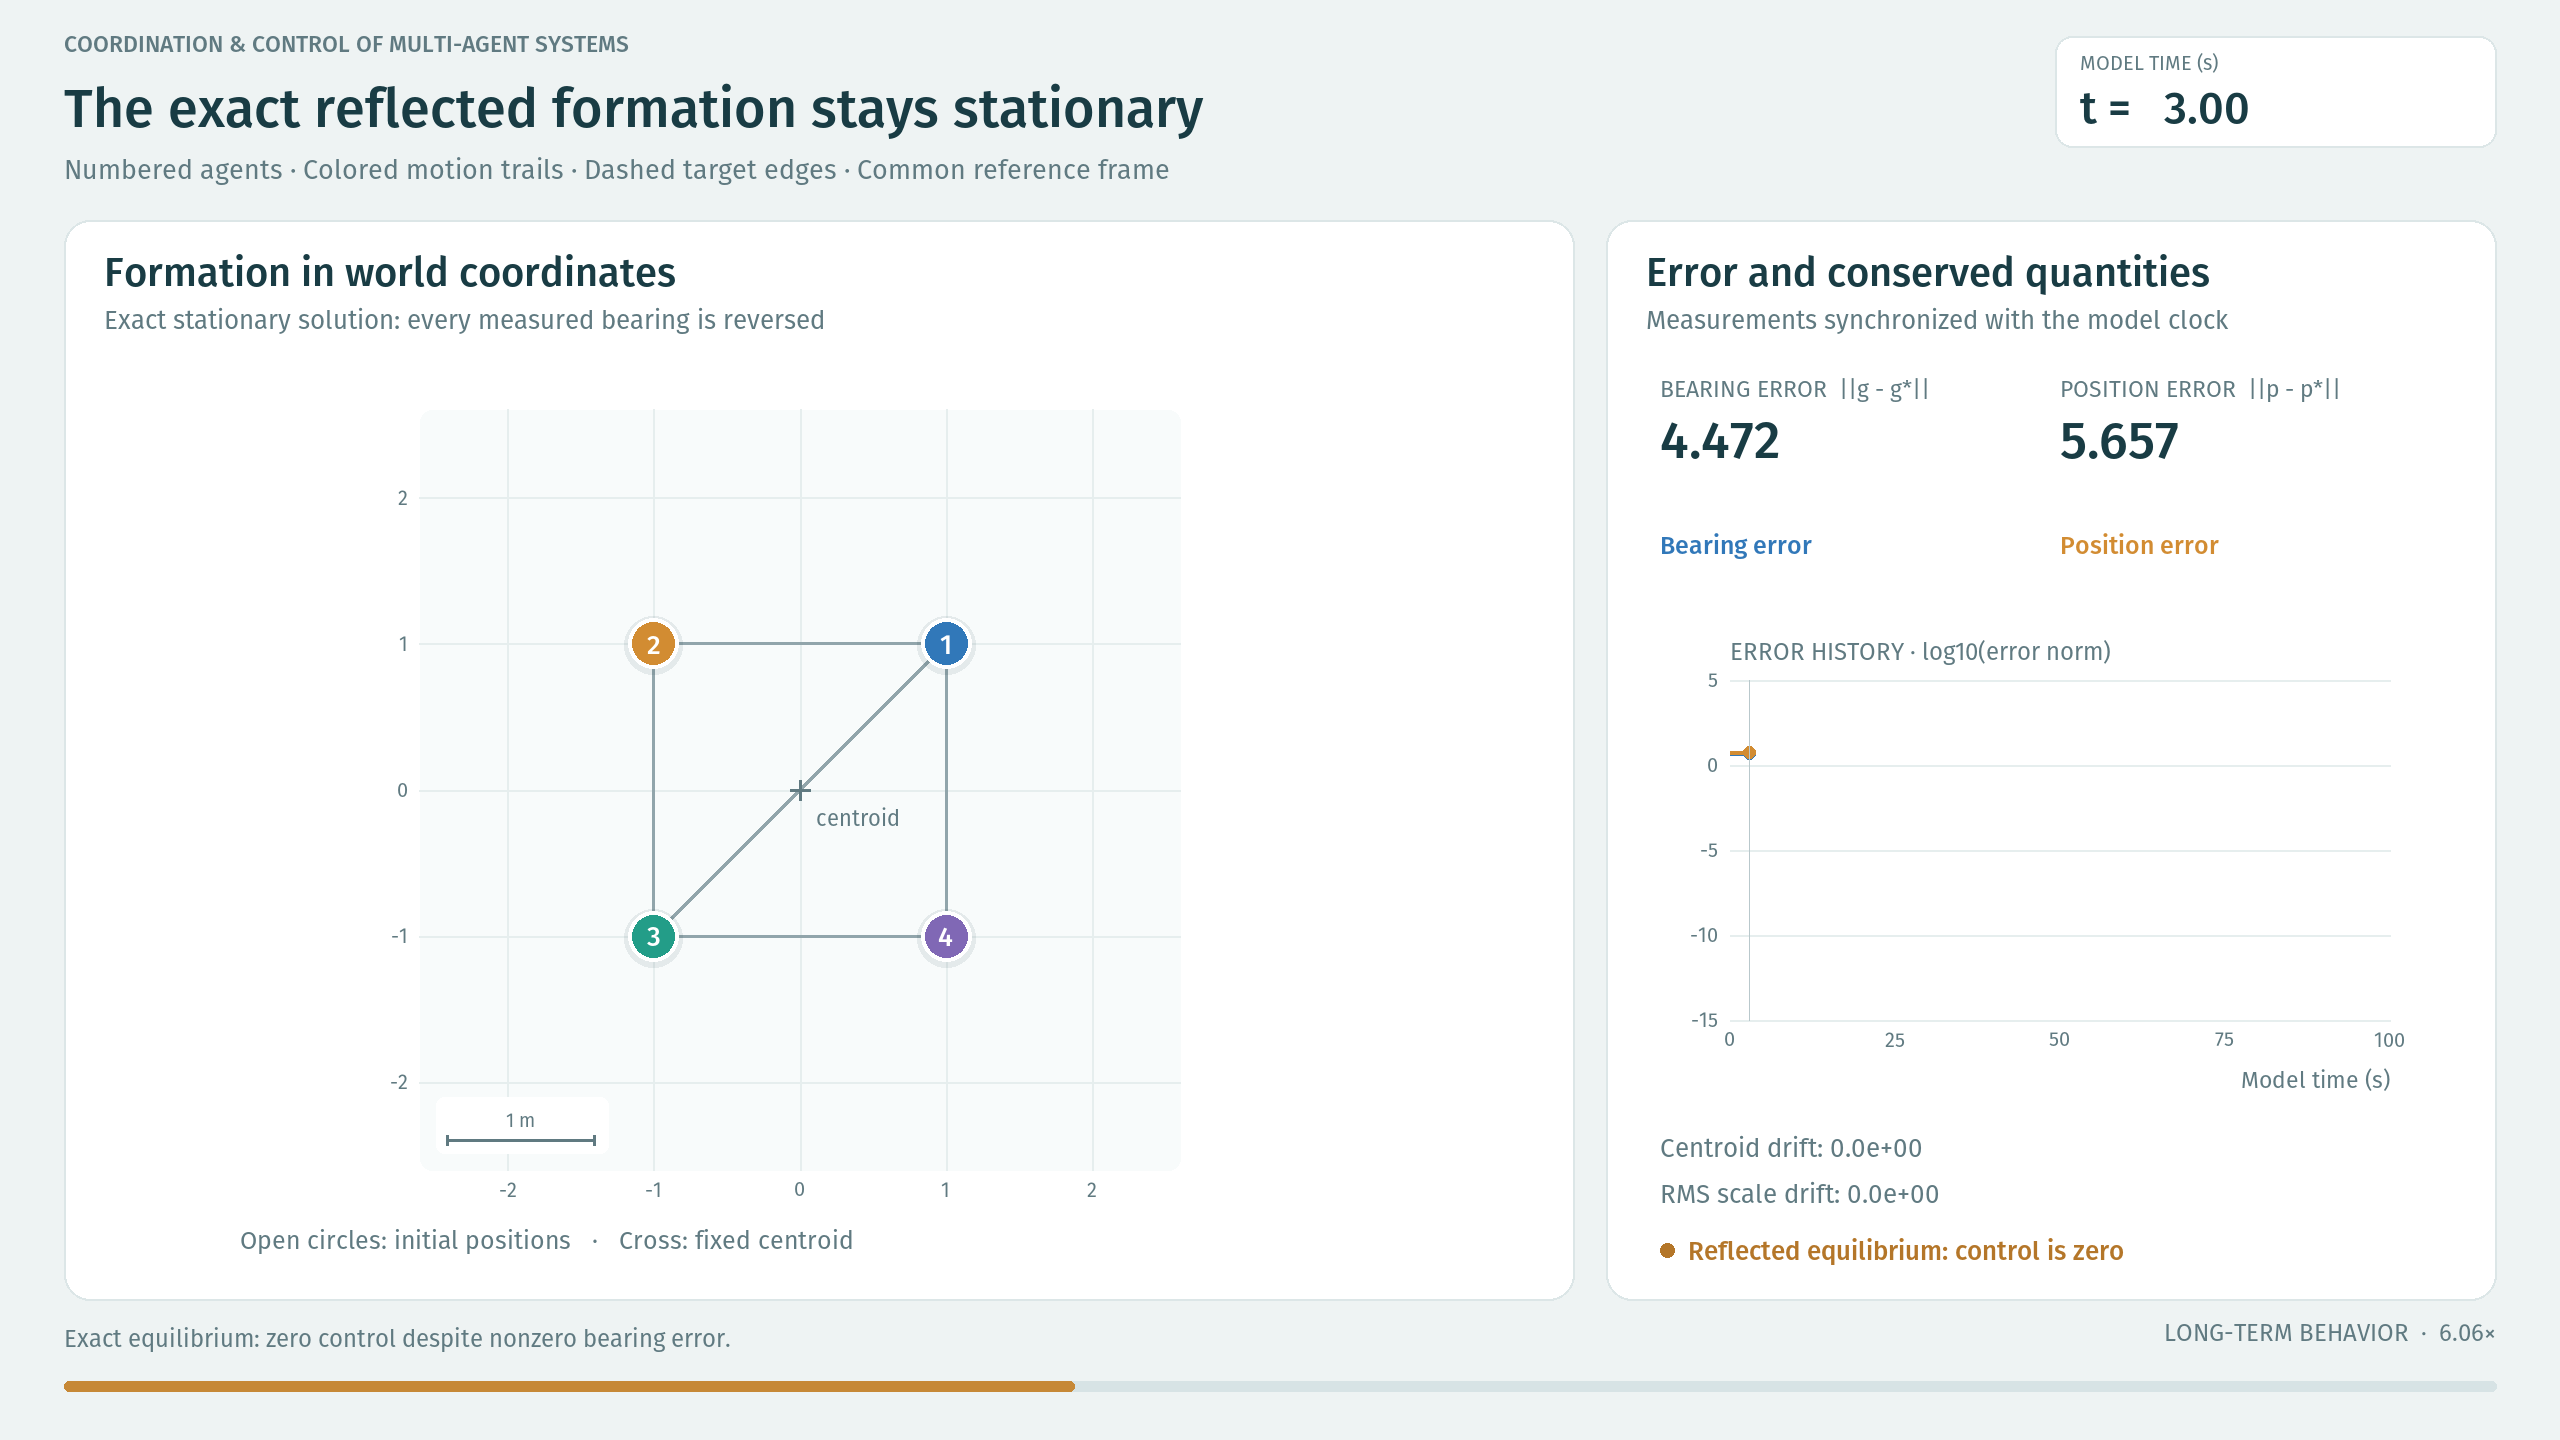 COORDINATION & CONTROL OF MULTI-AGENT SYSTEMS
The exact reflected formation stays stationary
Numbered agents · Colored motion trails · Dashed target edges · Common reference frame
MODEL TIME (s)
t = 3.00
Formation in world coordinates
Exact stationary solution: every measured bearing is reversed
2
1
0
-1
-2
2
1
3
4
centroid
1 m
-2
-1
0
1
2
Open circles: initial positions · Cross: fixed centroid
Error and conserved quantities
Measurements synchronized with the model clock
BEARING ERROR ||g - g*||
4.472
POSITION ERROR ||p - p*||
5.657
Bearing error
Position error
ERROR HISTORY · log10(error norm)
5
0
-5
-10
-15
0
25
50
75
100
Model time (s)
Centroid drift: 0.0e+00
RMS scale drift: 0.0e+00
Reflected equilibrium: control is zero
Exact equilibrium: zero control despite nonzero bearing error.
LONG-TERM BEHAVIOR · 6.06×